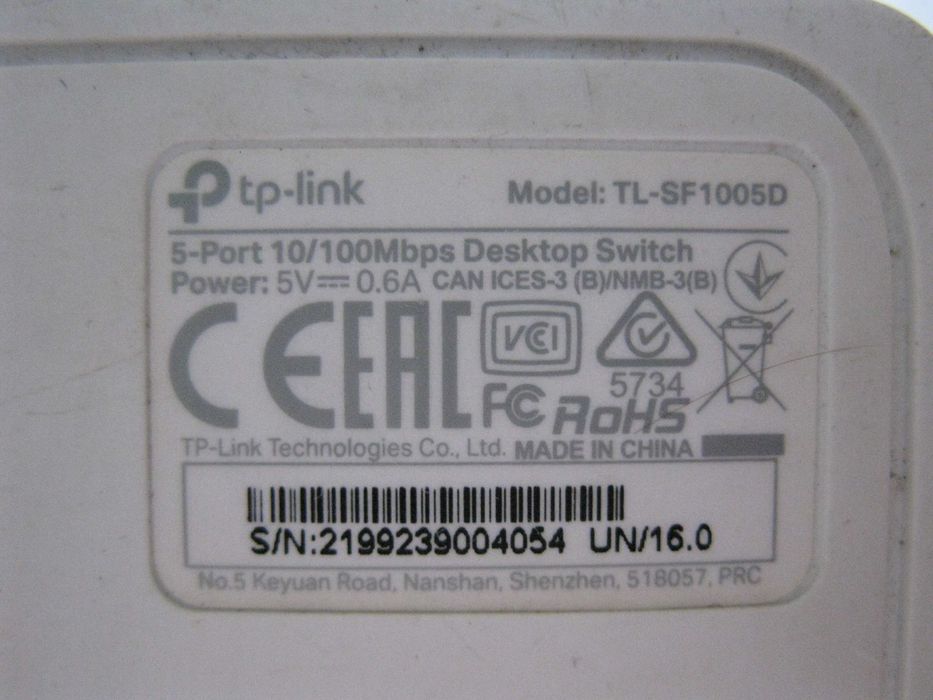 tp-link
Model: TL-SF1005D
5-Port 10/100Mbps Desktop Switch
Power: 5V⎓0.6A CAN ICES-3 (B)/NMB-3(B)
CE EAC VCI
5734
FC RoHS
TP-Link Technologies Co., Ltd. MADE IN CHINA
S/N:2199239004054 UN/16.0
No.5 Keyuan Road, Nanshan, Shenzhen, 518057, PRC